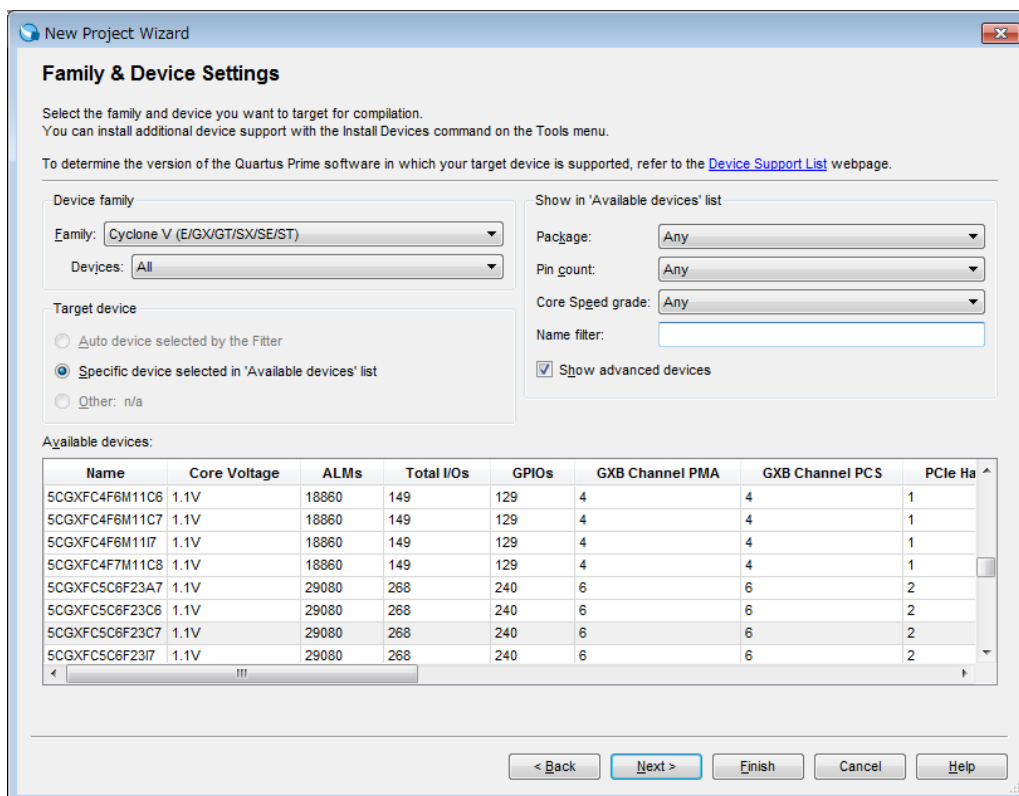 New Project Wizard
Family & Device Settings
Select the family and device you want to target for compilation.
You can install additional device support with the Install Devices command on the Tools menu.
To determine the version of the Quartus Prime software in which your target device is supported, refer to the Device Support List webpage.
Device family
Family: Cyclone V (E/GX/GT/SX/SE/ST)
Devices: All
Target device
Auto device selected by the Fitter
Specific device selected in 'Available devices' list
Other: n/a
Show in 'Available devices' list
Package: Any
Pin count: Any
Core Speed grade: Any
Name filter:
Show advanced devices
Available devices:
Name Core Voltage ALMs Total I/Os GPIOs GXB Channel PMA GXB Channel PCS PCIe Ha
5CGXFC4F6M11C6 1.1V 18860 149 129 4 4 1
5CGXFC4F6M11C7 1.1V 18860 149 129 4 4 1
5CGXFC4F6M11I7 1.1V 18860 149 129 4 4 1
5CGXFC4F7M11C8 1.1V 18860 149 129 4 4 1
5CGXFC5C6F23A7 1.1V 29080 268 240 6 6 2
5CGXFC5C6F23C6 1.1V 29080 268 240 6 6 2
5CGXFC5C6F23C7 1.1V 29080 268 240 6 6 2
5CGXFC5C6F23I7 1.1V 29080 268 240 6 6 2
< Back Next > Finish Cancel Help